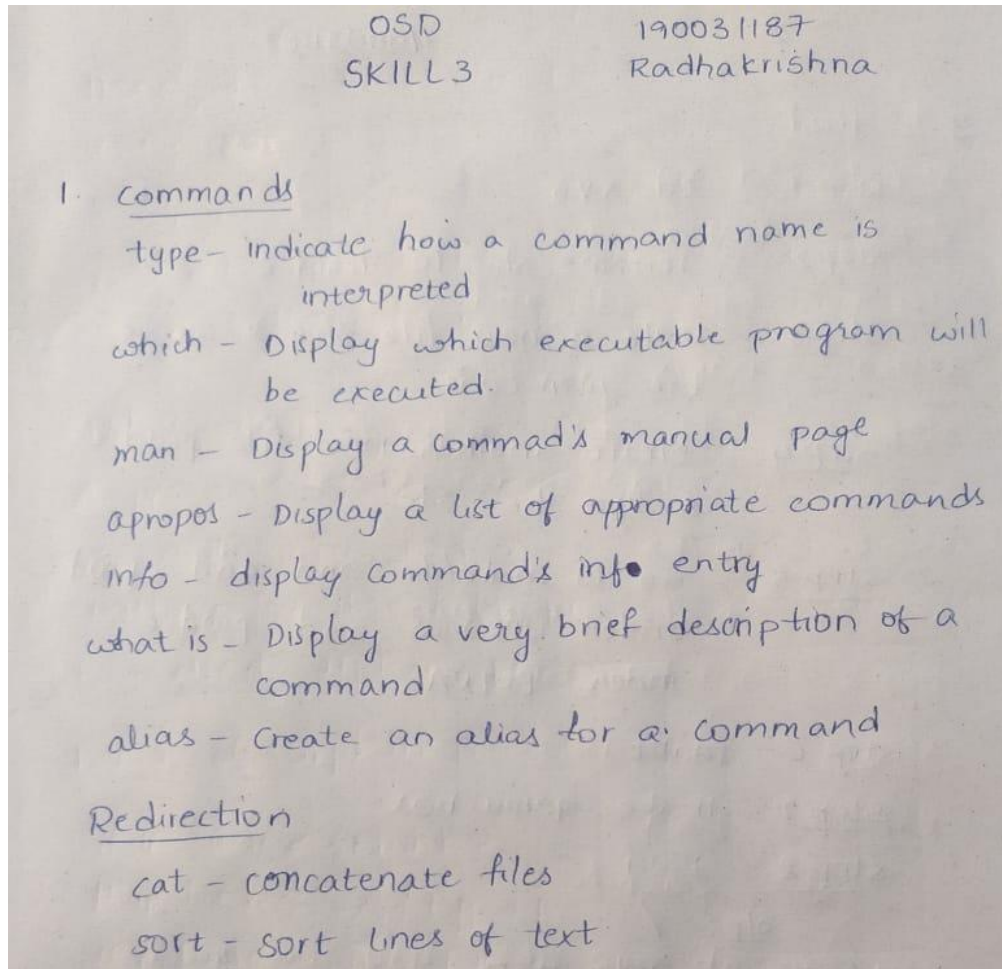 OSD 190031187
SKILL 3 Radhakrishna
1. Commands
type - indicate how a command name is
interpreted
which - Display which executable program will
be executed.
man - Display a commad's manual page
apropos - Display a list of appropriate commands
info - display command's info entry
what is - Display a very brief description of a
command
alias - Create an alias for a command
Redirection
cat - concatenate files
sort - sort lines of text